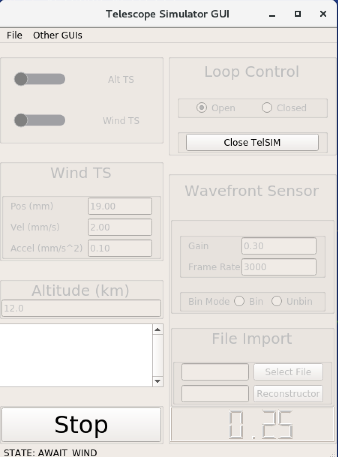 Telescope Simulator GUI
File Other GUIs
Alt TS
Wind TS
Loop Control
Open Closed
Close TelSIM
Wind TS
Pos (mm) 19.00
Vel (mm/s) 2.00
Accel (mm/s^2) 0.10
Wavefront Sensor
Gain 0.30
Frame Rate 3000
Bin Mode Bin Unbin
Altitude (km)
12.0
File Import
Select File
Reconstructor
Stop
0.25
STATE: AWAIT_WIND